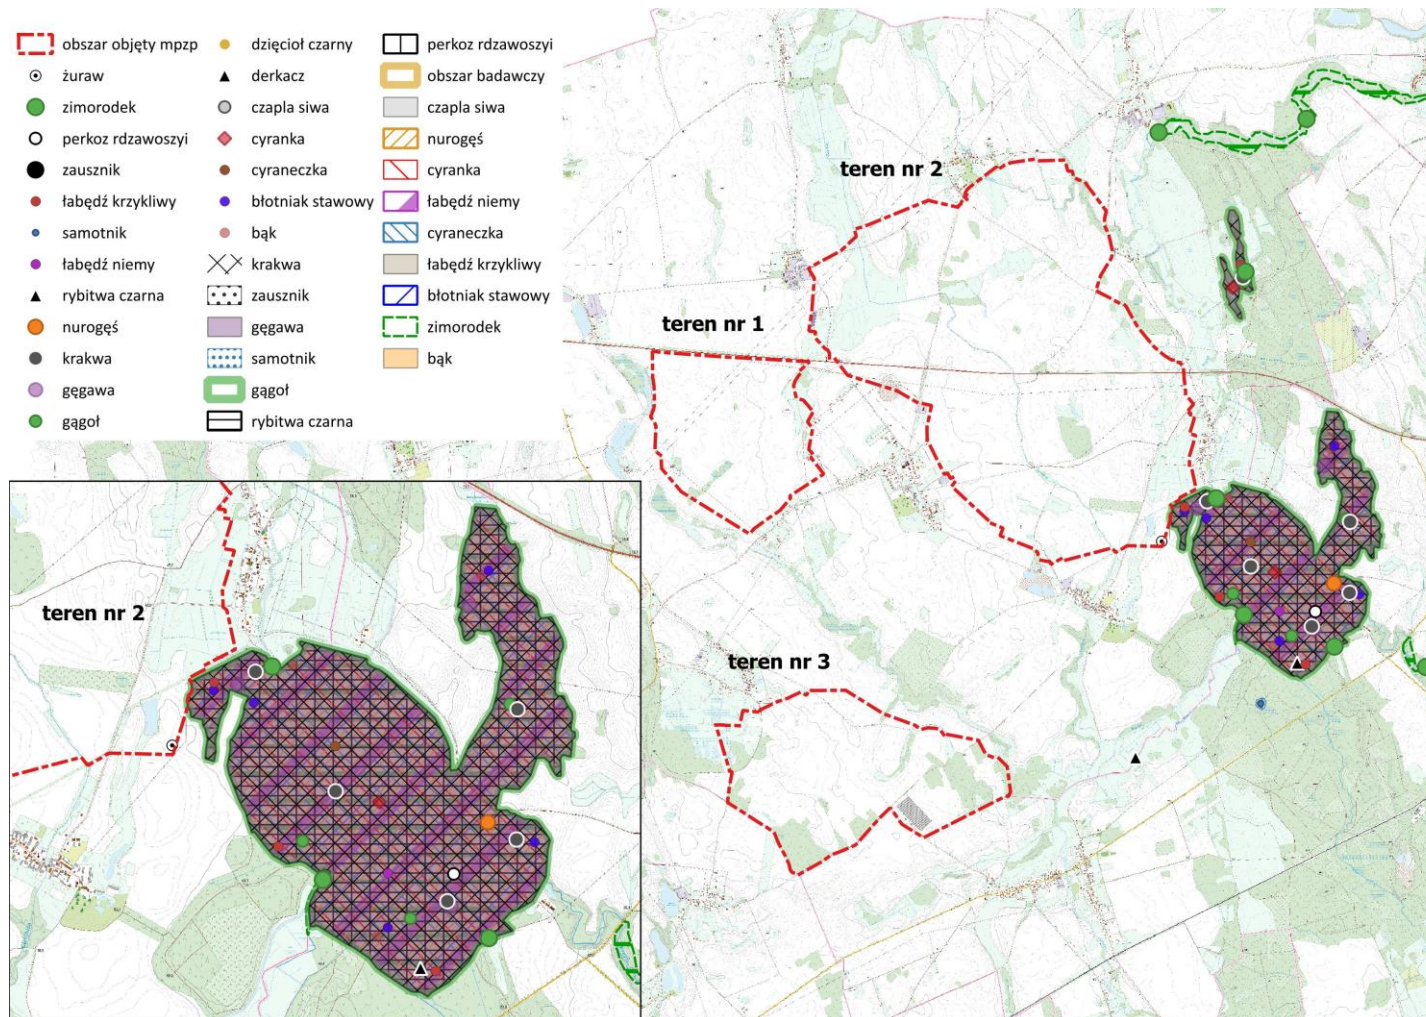 obszar objęty mpzp
żuraw
zimorodek
perkoz rdzawoszyi
zausznik
łabędź krzykliwy
samotnik
łabędź niemy
rybitwa czarna
nurogęś
krakwa
gęgawa
gągoł
dzięcioł czarny
derkacz
czapla siwa
cyranka
cyraneczka
błotniak stawowy
bąk
krakwa
zausznik
gęgawa
samotnik
gągoł
rybitwa czarna
perkoz rdzawoszyi
obszar badawczy
czapla siwa
nurogęś
cyranka
łabędź niemy
cyraneczka
łabędź krzykliwy
błotniak stawowy
zimorodek
bąk
teren nr 2
teren nr 1
teren nr 3
teren nr 2